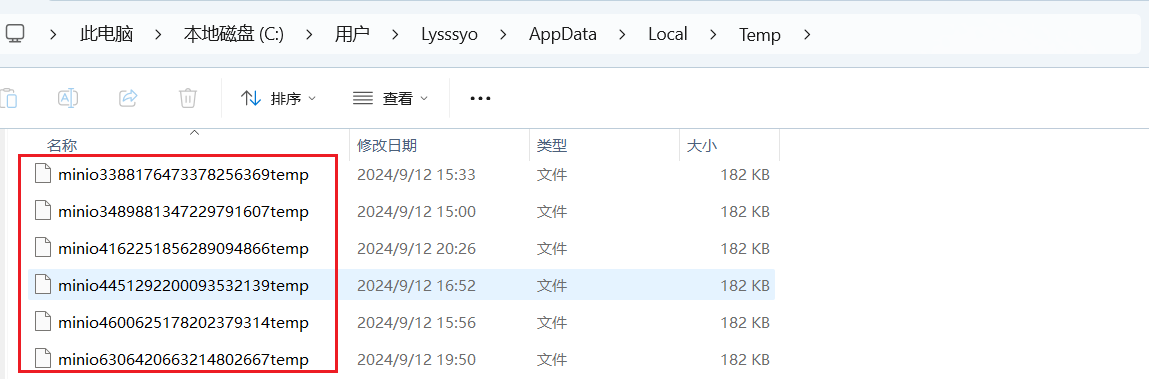 此电脑 > 本地磁盘 (C:) > 用户 > Lysssyo > AppData > Local > Temp >
排序 查看
名称 修改日期 类型 大小
minio3388176473378256369temp 2024/9/12 15:33 文件 182 KB
minio3489881347229791607temp 2024/9/12 15:00 文件 182 KB
minio4162251856289094866temp 2024/9/12 20:26 文件 182 KB
minio4451292200093532139temp 2024/9/12 16:52 文件 182 KB
minio4600625178202379314temp 2024/9/12 15:56 文件 182 KB
minio6306420663214802667temp 2024/9/12 19:50 文件 182 KB